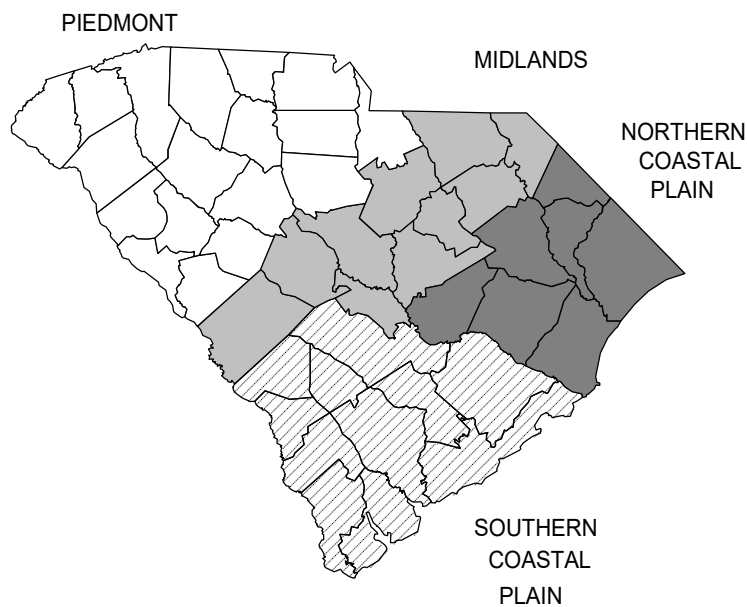 PIEDMONT
MIDLANDS
NORTHERN
COASTAL
PLAIN
SOUTHERN
COASTAL
PLAIN